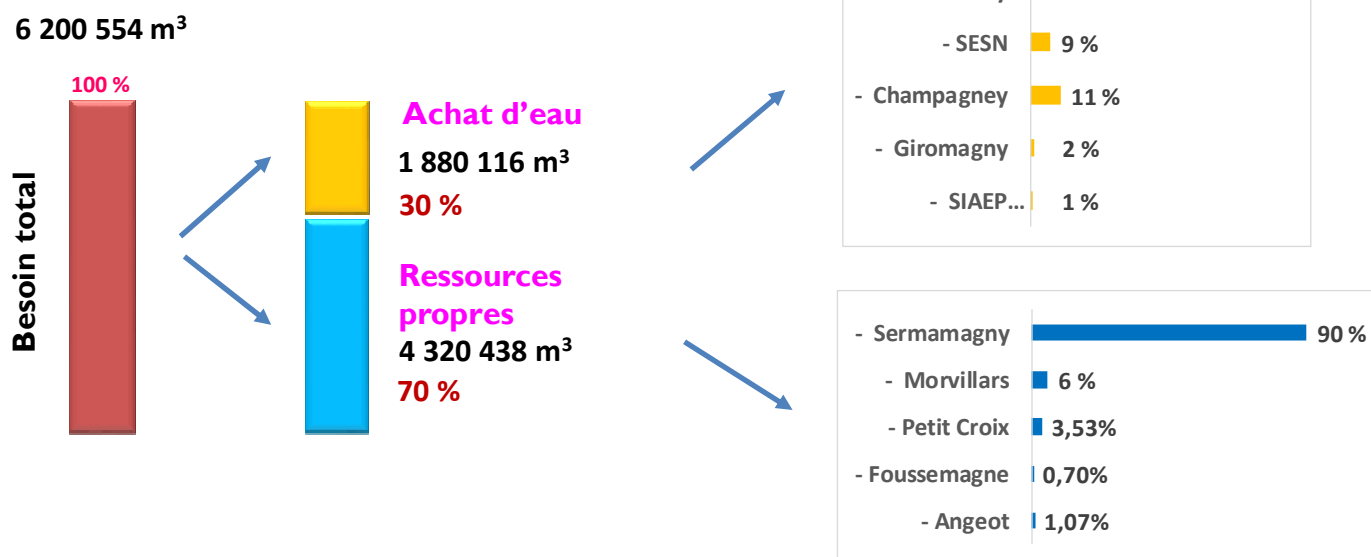 6 200 554 m³
100 %
Besoin total
Achat d’eau
1 880 116 m³
30 %
Ressources
propres
4 320 438 m³
70 %
- SESN 9 %
- Champagney 11 %
- Giromagny 2 %
- SIAEP... 1 %
- Sermamagny 90 %
- Morvillars 6 %
- Petit Croix 3,53%
- Foussemagne 0,70%
- Angeot 1,07%